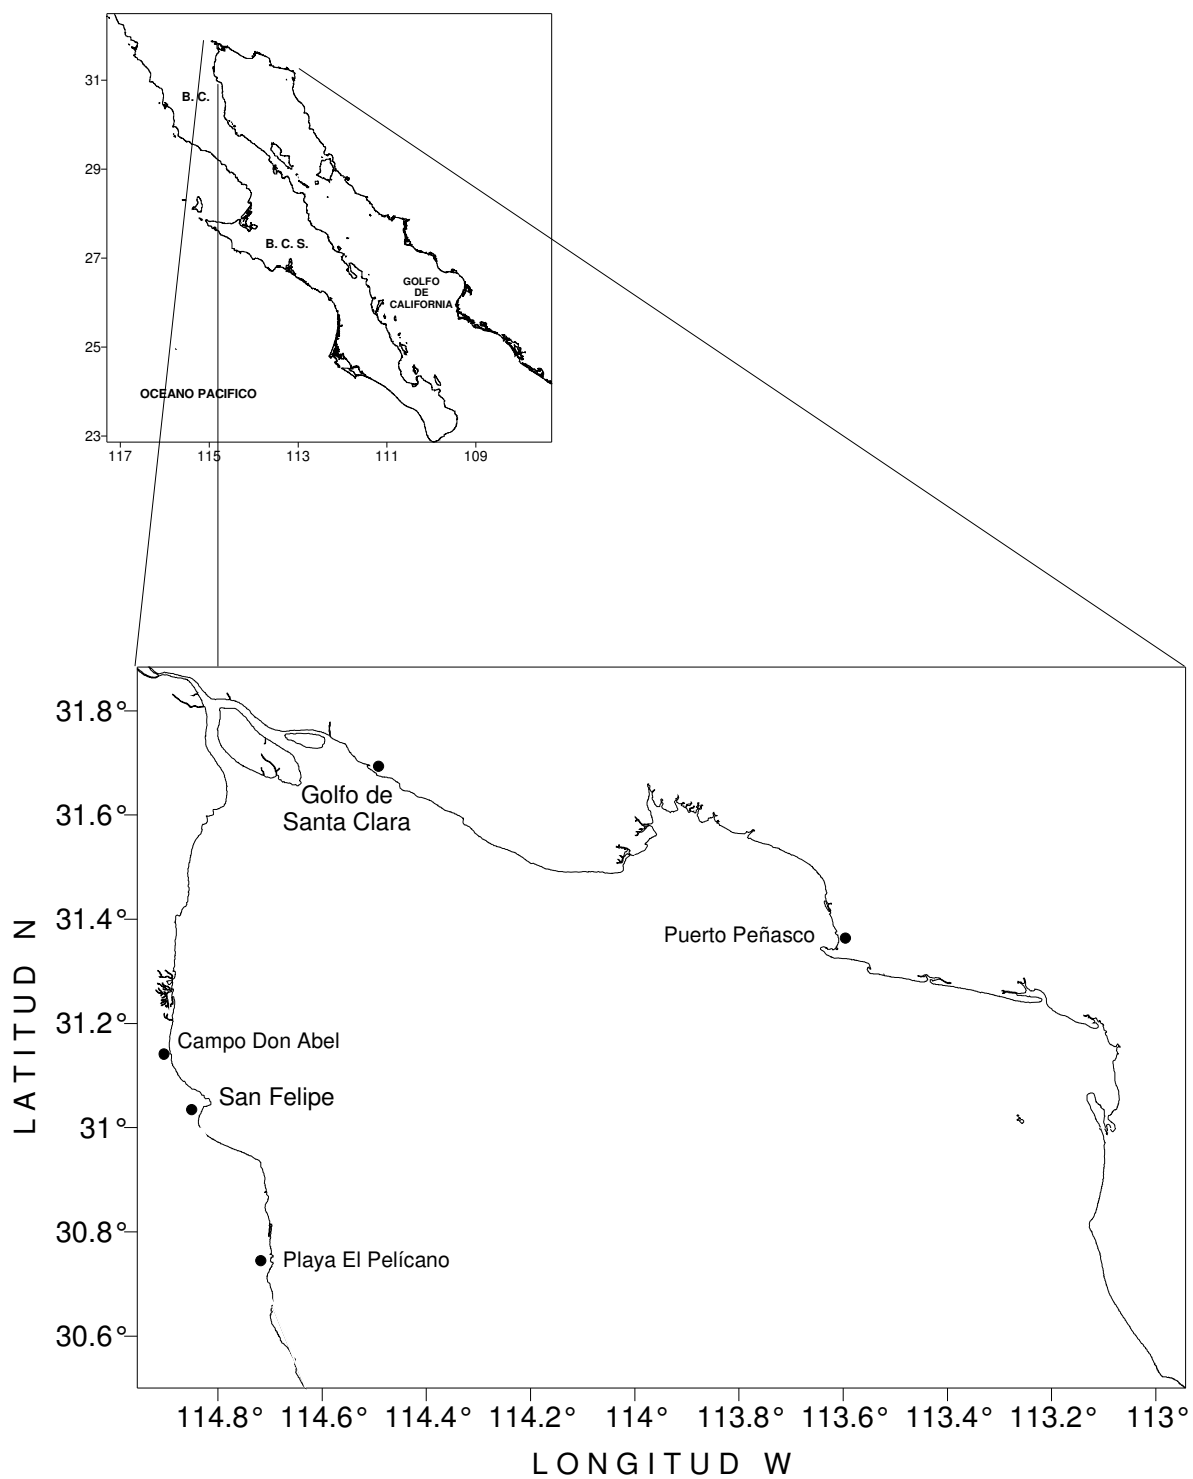 31
29
27
25
23
B. C.
B. C. S.
GOLFO
DE
CALIFORNIA
OCEANO PACIFICO
117 115 113 111 109
31.8°
31.6°
31.4°
31.2°
31°
30.8°
30.6°
LATITUD N
Golfo de
Santa Clara
Puerto Peñasco
Campo Don Abel
San Felipe
Playa El Pelícano
114.8° 114.6° 114.4° 114.2° 114° 113.8° 113.6° 113.4° 113.2° 113°
LONGITUD W